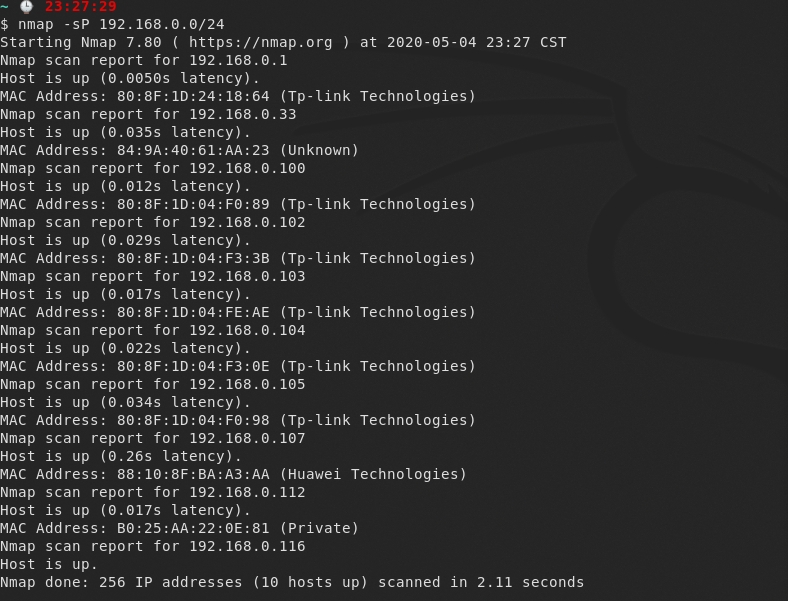 ~ 🕒 23:27:29
$ nmap -sP 192.168.0.0/24
Starting Nmap 7.80 ( https://nmap.org ) at 2020-05-04 23:27 CST
Nmap scan report for 192.168.0.1
Host is up (0.0050s latency).
MAC Address: 80:8F:1D:24:18:64 (Tp-link Technologies)
Nmap scan report for 192.168.0.33
Host is up (0.035s latency).
MAC Address: 84:9A:40:61:AA:23 (Unknown)
Nmap scan report for 192.168.0.100
Host is up (0.012s latency).
MAC Address: 80:8F:1D:04:F0:89 (Tp-link Technologies)
Nmap scan report for 192.168.0.102
Host is up (0.029s latency).
MAC Address: 80:8F:1D:04:F3:3B (Tp-link Technologies)
Nmap scan report for 192.168.0.103
Host is up (0.017s latency).
MAC Address: 80:8F:1D:04:FE:AE (Tp-link Technologies)
Nmap scan report for 192.168.0.104
Host is up (0.022s latency).
MAC Address: 80:8F:1D:04:F3:0E (Tp-link Technologies)
Nmap scan report for 192.168.0.105
Host is up (0.034s latency).
MAC Address: 80:8F:1D:04:F0:98 (Tp-link Technologies)
Nmap scan report for 192.168.0.107
Host is up (0.26s latency).
MAC Address: 88:10:8F:BA:A3:AA (Huawei Technologies)
Nmap scan report for 192.168.0.112
Host is up (0.017s latency).
MAC Address: B0:25:AA:22:0E:81 (Private)
Nmap scan report for 192.168.0.116
Host is up.
Nmap done: 256 IP addresses (10 hosts up) scanned in 2.11 seconds